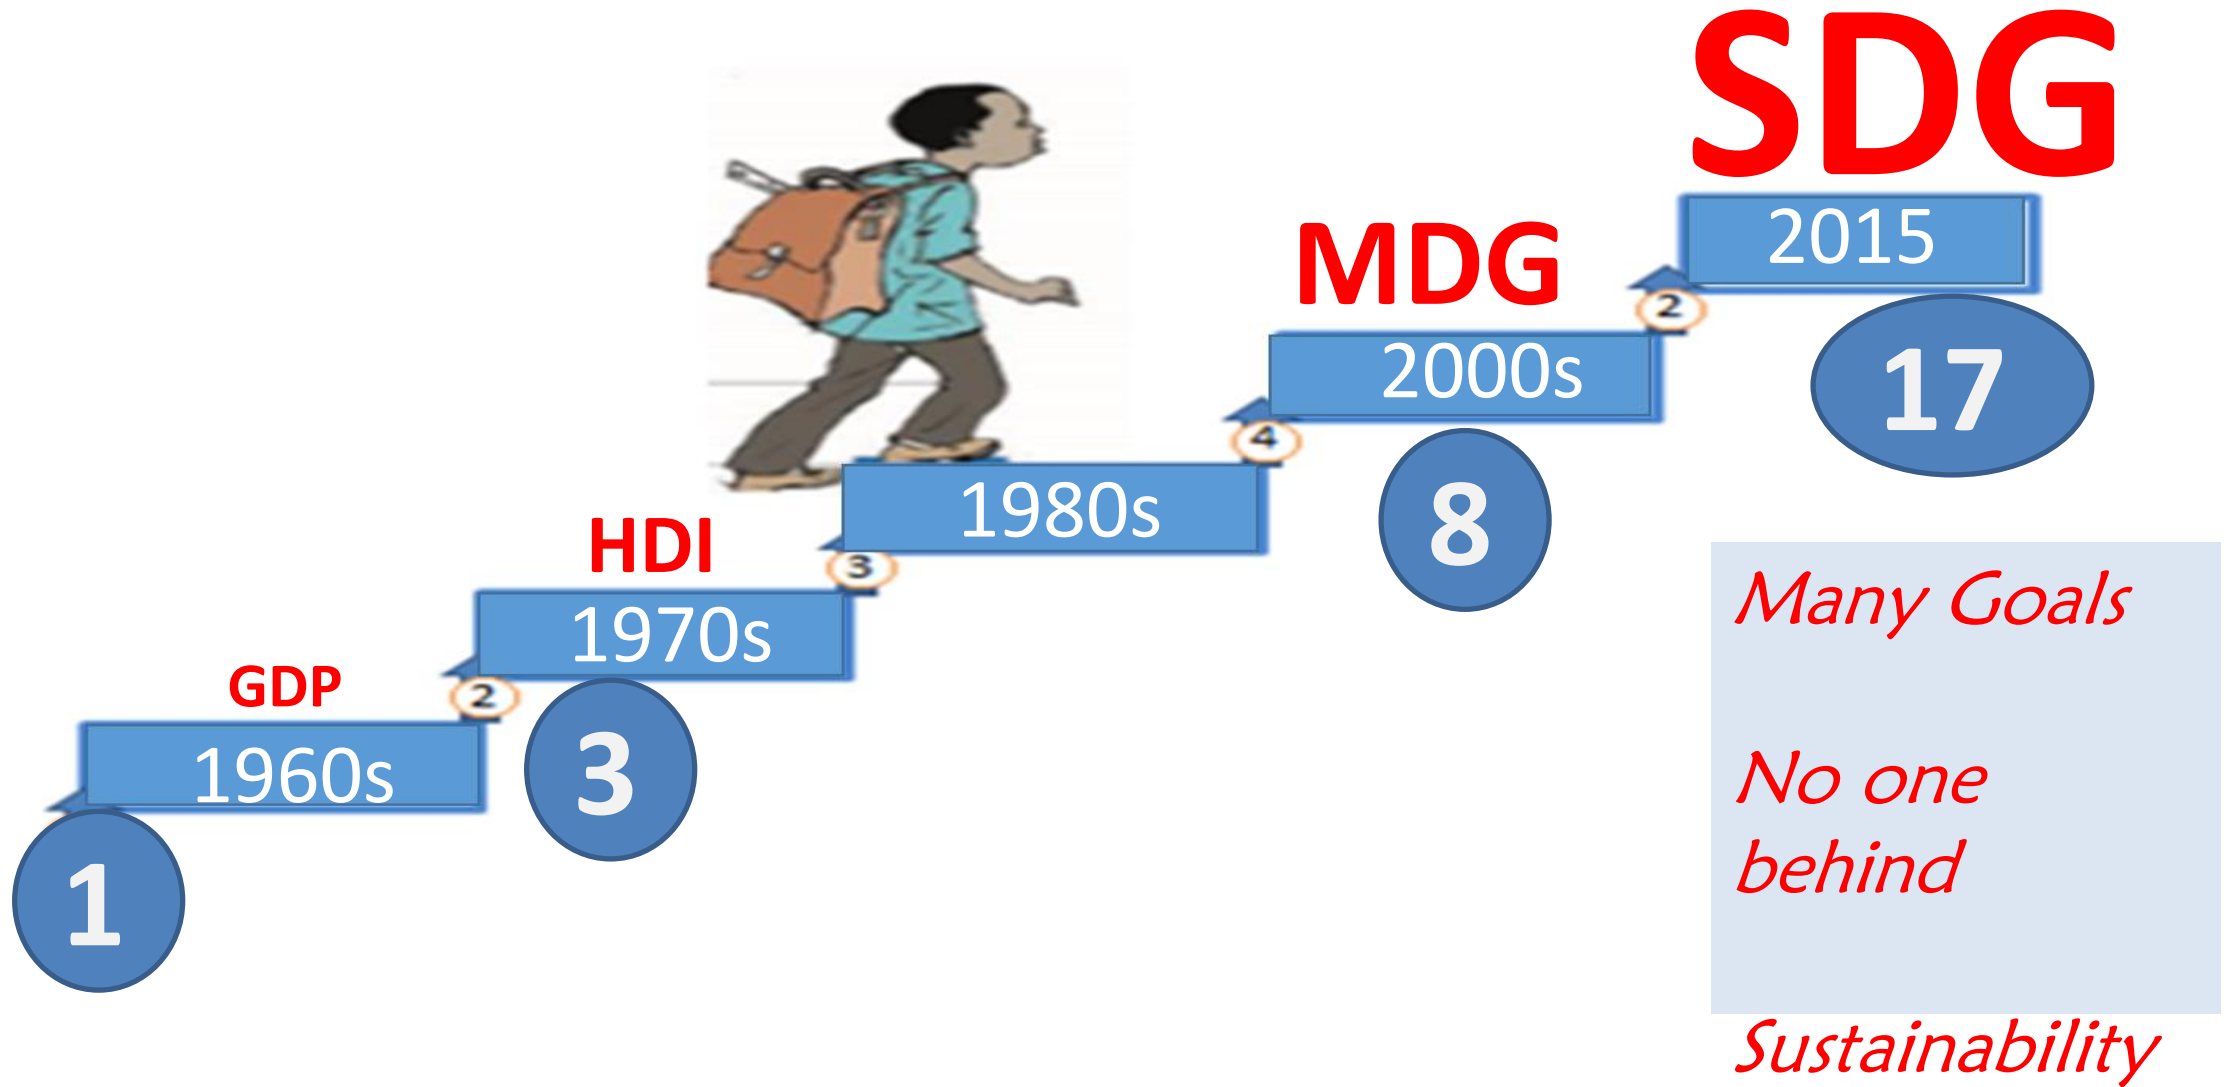 SDG
2015
2
17
MDG
2000s
4
8
1980s
3
HDI
1970s
2
3
GDP
1960s
1
Many Goals
No one
behind
Sustainability